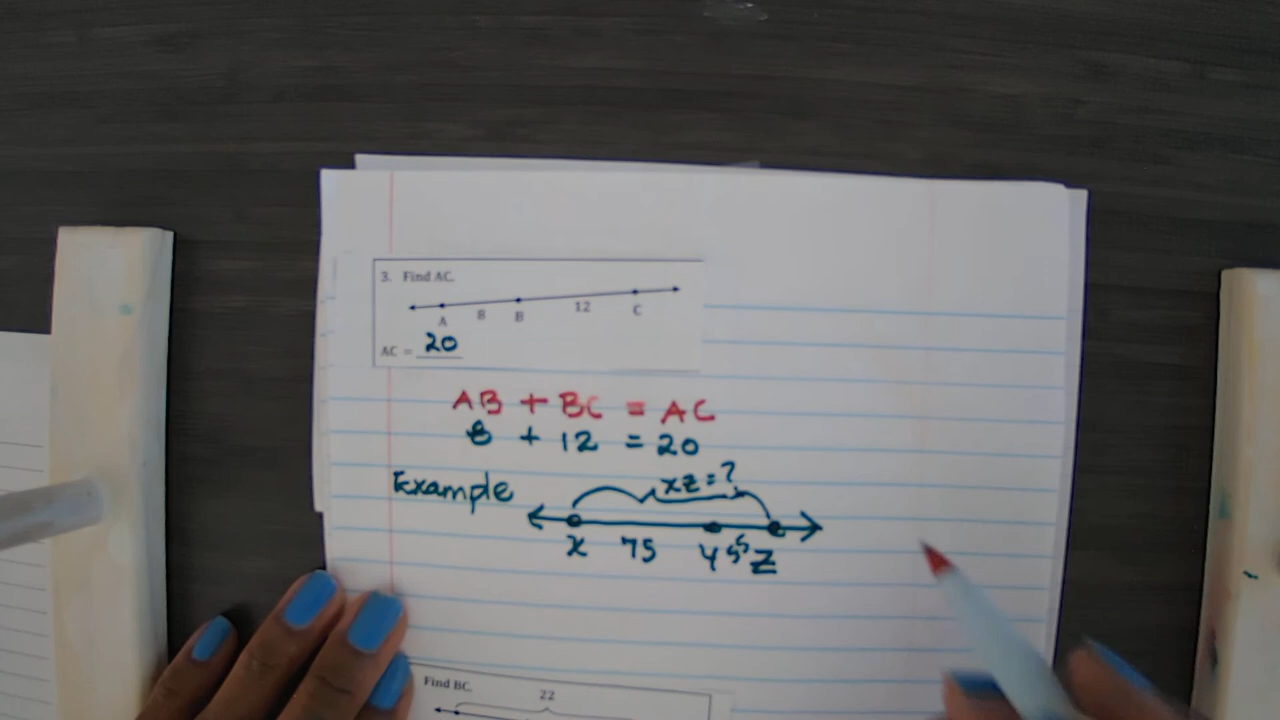 3. Find AC.
A 8 B 12 C
AC = 20
AB + BC = AC
8 + 12 = 20
Example
XZ = ?
X 75 Y Z
Find BC.
22